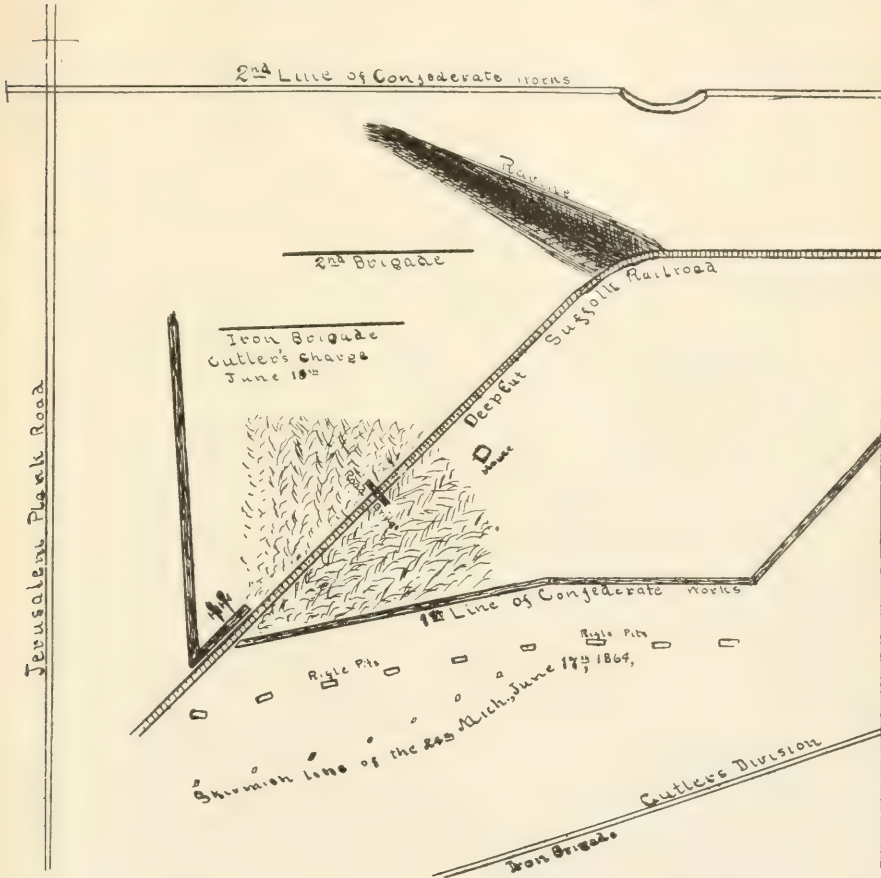 2nd Line of Confederate Works
Ravine
2nd Brigade
Suffolk Railroad
Iron Brigade
Cutler's Charge
June 18th
Deep Cut
House
Road
Jerusalem Plank Road
1st Line of Confederate Works
Rifle Pits
Rifle Pits
Skirmish line of the 24th Mich., June 17th, 1864,
Cutlers Division
Iron Brigade